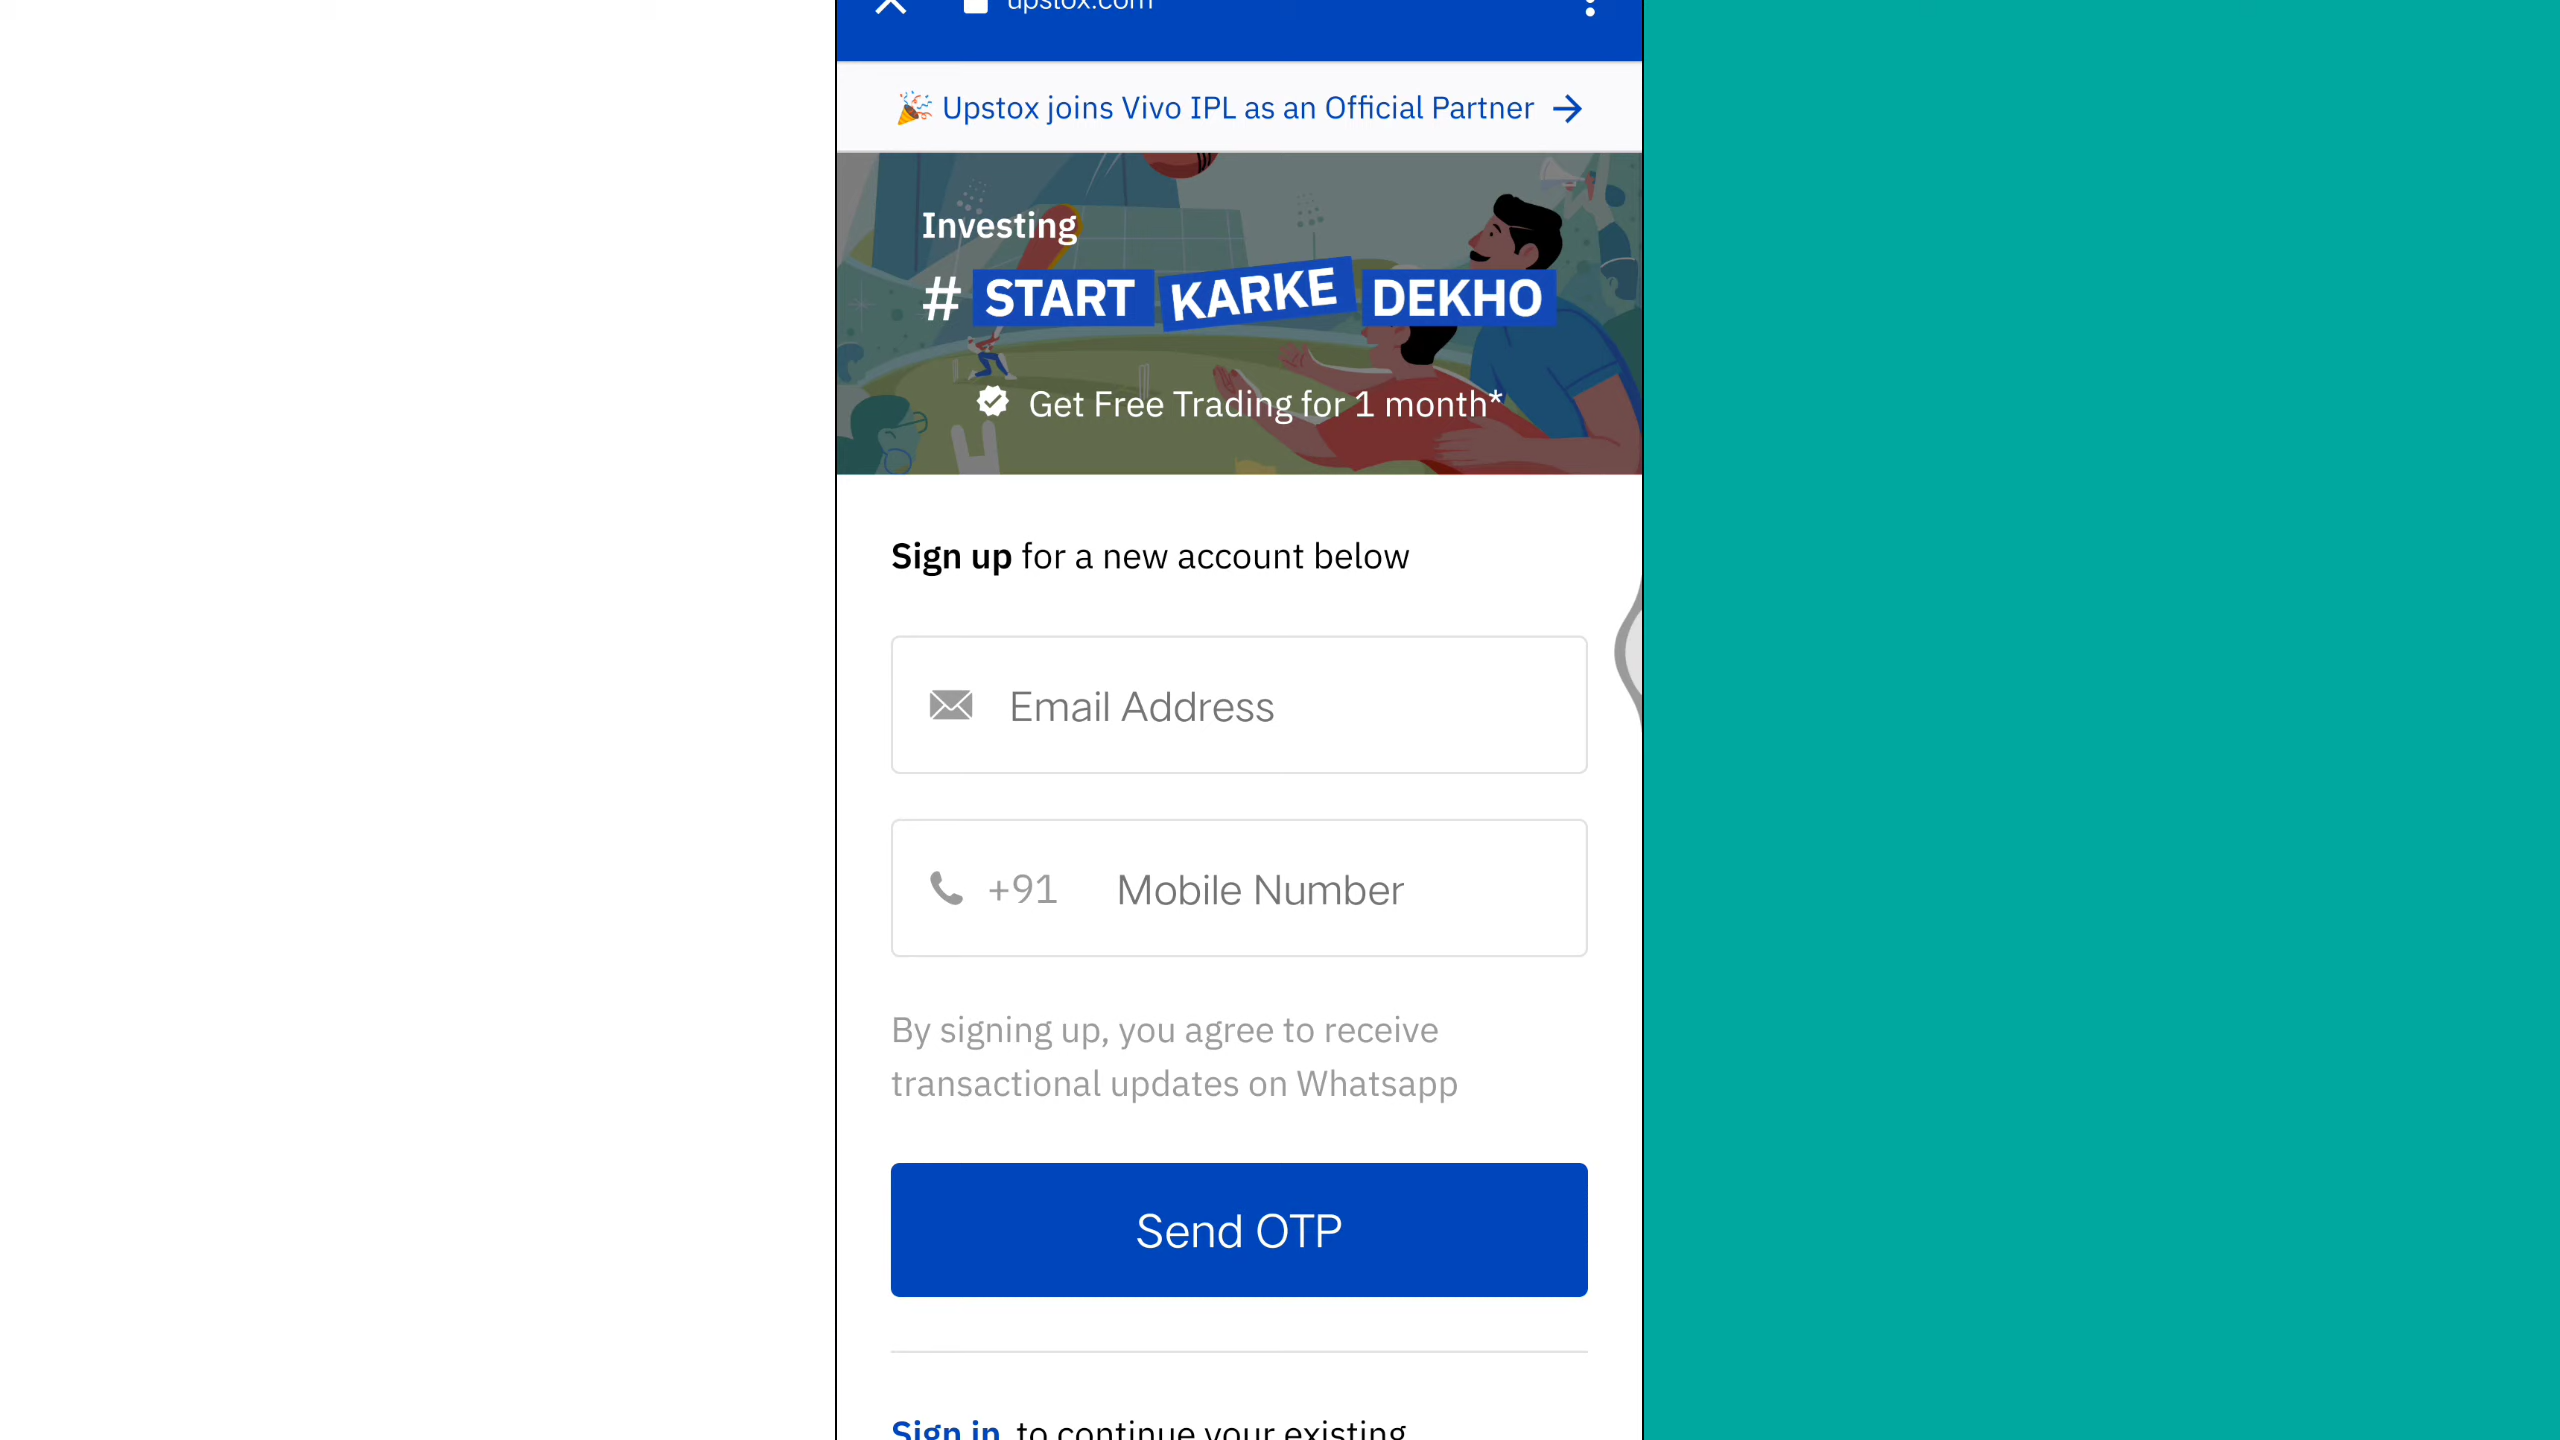 upstox.com
🎉 Upstox joins Vivo IPL as an Official Partner →
Investing
# START KARKE DEKHO
Get Free Trading for 1 month*
Sign up for a new account below
Email Address
+91 Mobile Number
By signing up, you agree to receive
transactional updates on Whatsapp
Send OTP
Sign in to continue your existing